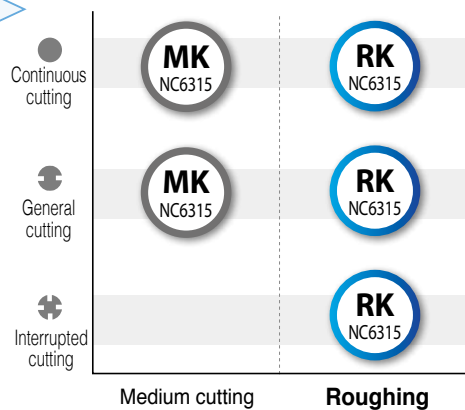 Continuous
cutting
MK
NC6315
RK
NC6315
General
cutting
MK
NC6315
RK
NC6315
Interrupted
cutting
RK
NC6315
Medium cutting
Roughing